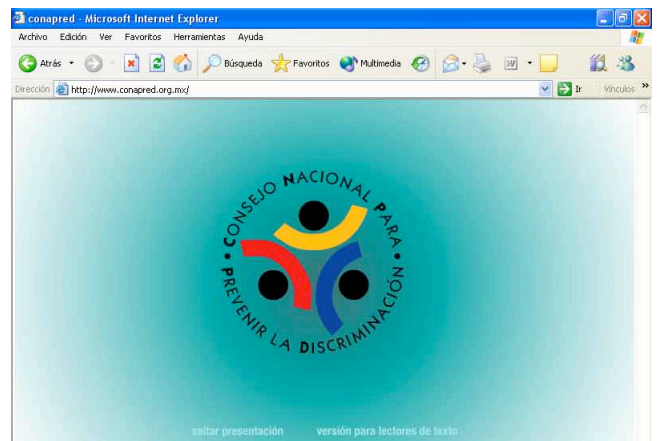 conapred - Microsoft Internet Explorer
Archivo Edición Ver Favoritos Herramientas Ayuda
Atrás Búsqueda Favoritos Multimedia
Dirección http://www.conapred.org.mx/ Ir Vínculos »
CONSEJO NACIONAL PARA
• PREVENIR LA DISCRIMINACIÓN •
saltar presentación versión para lectores de texto